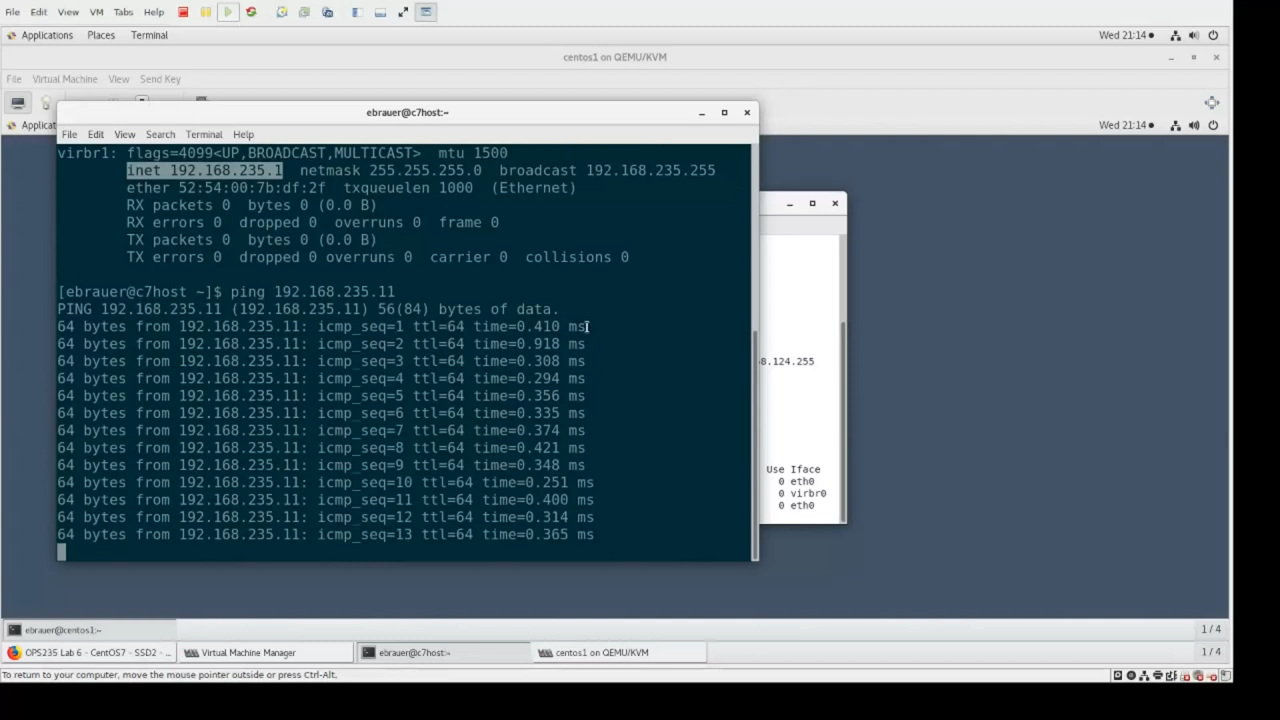 File Edit View VM Tabs Help
Applications Places Terminal Wed 21:14
centos1 on QEMU/KVM
File Virtual Machine View Send Key
Applicat Wed 21:14
ebrauer@c7host:~
File Edit View Search Terminal Help
virbr1: flags=4099<UP,BROADCAST,MULTICAST> mtu 1500
inet 192.168.235.1 netmask 255.255.255.0 broadcast 192.168.235.255
ether 52:54:00:7b:df:2f txqueuelen 1000 (Ethernet)
RX packets 0 bytes 0 (0.0 B)
RX errors 0 dropped 0 overruns 0 frame 0
TX packets 0 bytes 0 (0.0 B)
TX errors 0 dropped 0 overruns 0 carrier 0 collisions 0
[ebrauer@c7host ~]$ ping 192.168.235.11
PING 192.168.235.11 (192.168.235.11) 56(84) bytes of data.
64 bytes from 192.168.235.11: icmp_seq=1 ttl=64 time=0.410 ms
64 bytes from 192.168.235.11: icmp_seq=2 ttl=64 time=0.918 ms
64 bytes from 192.168.235.11: icmp_seq=3 ttl=64 time=0.308 ms
64 bytes from 192.168.235.11: icmp_seq=4 ttl=64 time=0.294 ms
64 bytes from 192.168.235.11: icmp_seq=5 ttl=64 time=0.356 ms
64 bytes from 192.168.235.11: icmp_seq=6 ttl=64 time=0.335 ms
64 bytes from 192.168.235.11: icmp_seq=7 ttl=64 time=0.374 ms
64 bytes from 192.168.235.11: icmp_seq=8 ttl=64 time=0.421 ms
64 bytes from 192.168.235.11: icmp_seq=9 ttl=64 time=0.348 ms
64 bytes from 192.168.235.11: icmp_seq=10 ttl=64 time=0.251 ms
64 bytes from 192.168.235.11: icmp_seq=11 ttl=64 time=0.400 ms
64 bytes from 192.168.235.11: icmp_seq=12 ttl=64 time=0.314 ms
64 bytes from 192.168.235.11: icmp_seq=13 ttl=64 time=0.365 ms
8.124.255
Use Iface
0 eth0
0 virbr0
0 eth0
ebrauer@centos1:~ 1 / 4
OPS235 Lab 6 - CentOS7 - SSD2 - ... Virtual Machine Manager ebrauer@c7host:~ centos1 on QEMU/KVM 1 / 4
To return to your computer, move the mouse pointer outside or press Ctrl-Alt.